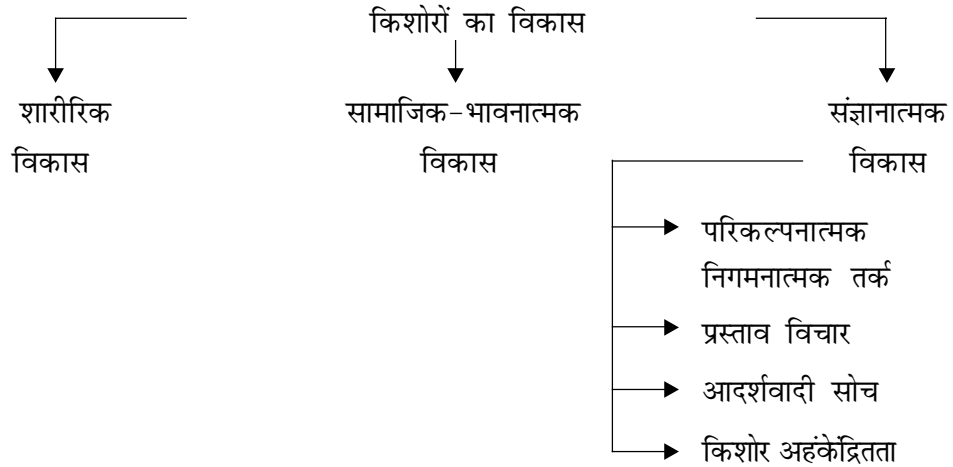 किशोरों का विकास
शारीरिक
विकास
सामाजिक-भावनात्मक
विकास
संज्ञानात्मक
विकास
परिकल्पनात्मक
निगमनात्मक तर्क
प्रस्ताव विचार
आदर्शवादी सोच
किशोर अहंकेंद्रितता